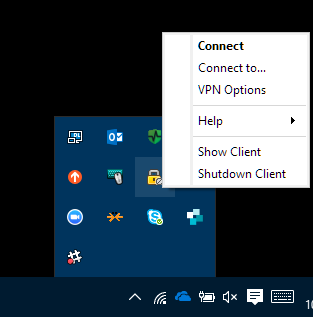 Connect
Connect to...
VPN Options
Help
Show Client
Shutdown Client